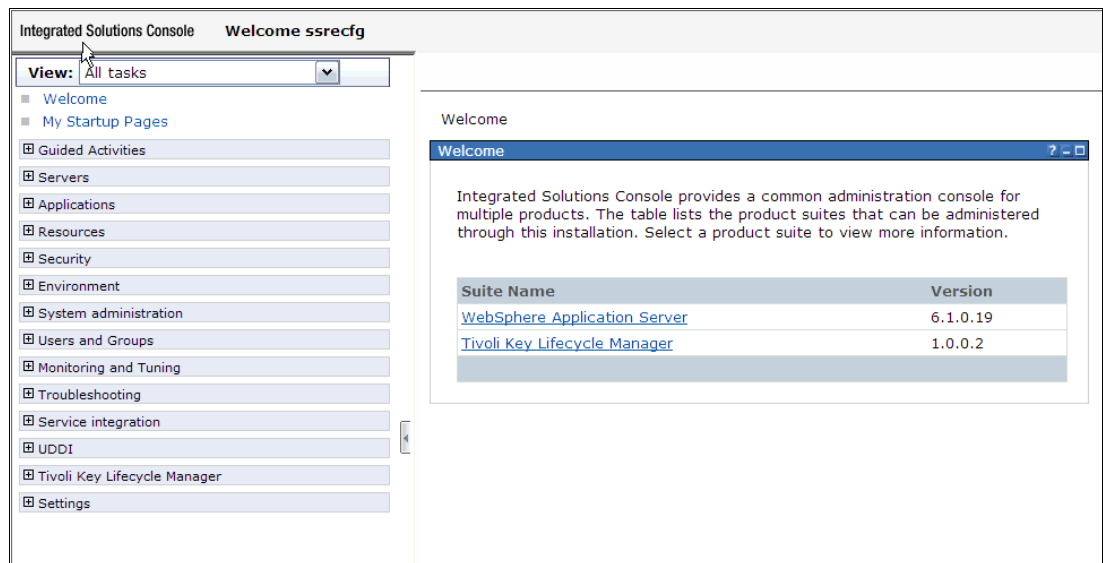 Integrated Solutions Console Welcome ssrecfg
View: All tasks
Welcome
My Startup Pages
Guided Activities
Servers
Applications
Resources
Security
Environment
System administration
Users and Groups
Monitoring and Tuning
Troubleshooting
Service integration
UDDI
Tivoli Key Lifecycle Manager
Settings
Welcome
Welcome
Integrated Solutions Console provides a common administration console for
multiple products. The table lists the product suites that can be administered
through this installation. Select a product suite to view more information.
Suite Name Version
WebSphere Application Server 6.1.0.19
Tivoli Key Lifecycle Manager 1.0.0.2